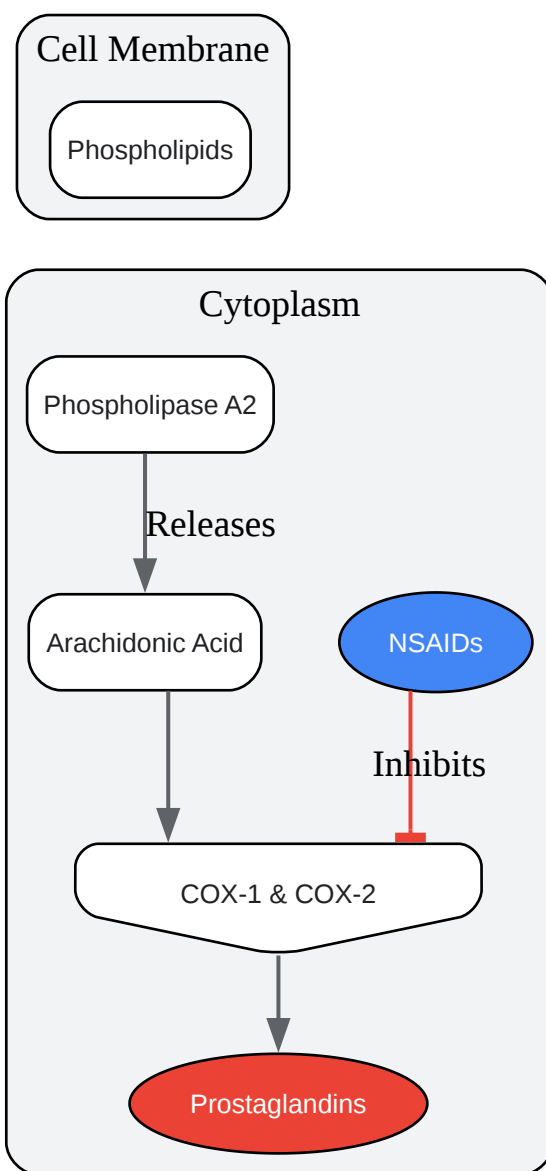 Cell Membrane
Phospholipids
Cytoplasm
Phospholipase A2
Releases
Arachidonic Acid
NSAIDs
Inhibits
COX-1 & COX-2
Prostaglandins